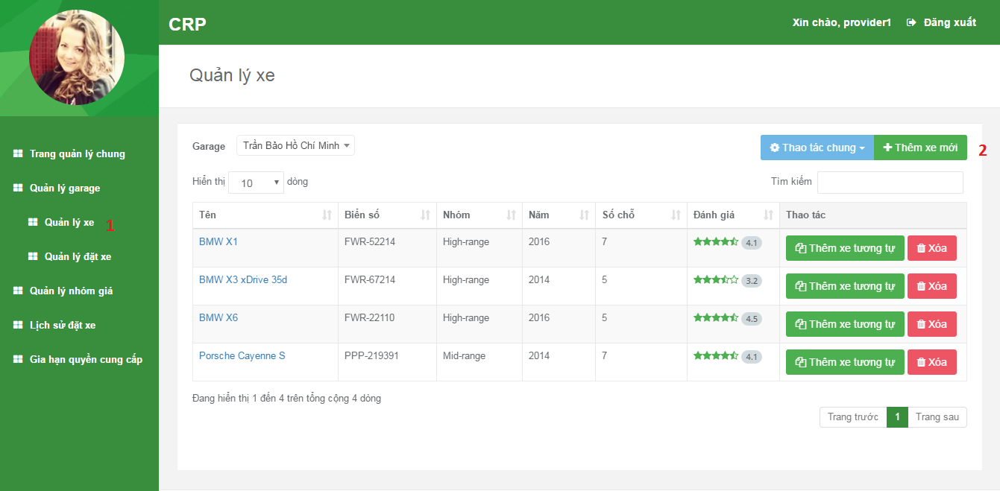 CRP
Xin chào, provider1 Đăng xuất
Quản lý xe
Trang quản lý chung
Quản lý garage
Quản lý xe 1
Quản lý đặt xe
Quản lý nhóm giá
Lịch sử đặt xe
Gia hạn quyền cung cấp
Garage Trần Bảo Hồ Chí Minh Thao tác chung Thêm xe mới 2
Hiển thị 10 dòng Tìm kiếm
Tên Biển số Nhóm Năm Số chỗ Đánh giá Thao tác
BMW X1 FWR-52214 High-range 2016 7 4.1 Thêm xe tương tự Xóa
BMW X3 xDrive 35d FWR-67214 High-range 2014 5 3.2 Thêm xe tương tự Xóa
BMW X6 FWR-22110 High-range 2016 5 4.5 Thêm xe tương tự Xóa
Porsche Cayenne S PPP-219391 Mid-range 2014 7 4.1 Thêm xe tương tự Xóa
Đang hiển thị 1 đến 4 trên tổng cộng 4 dòng
Trang trước 1 Trang sau